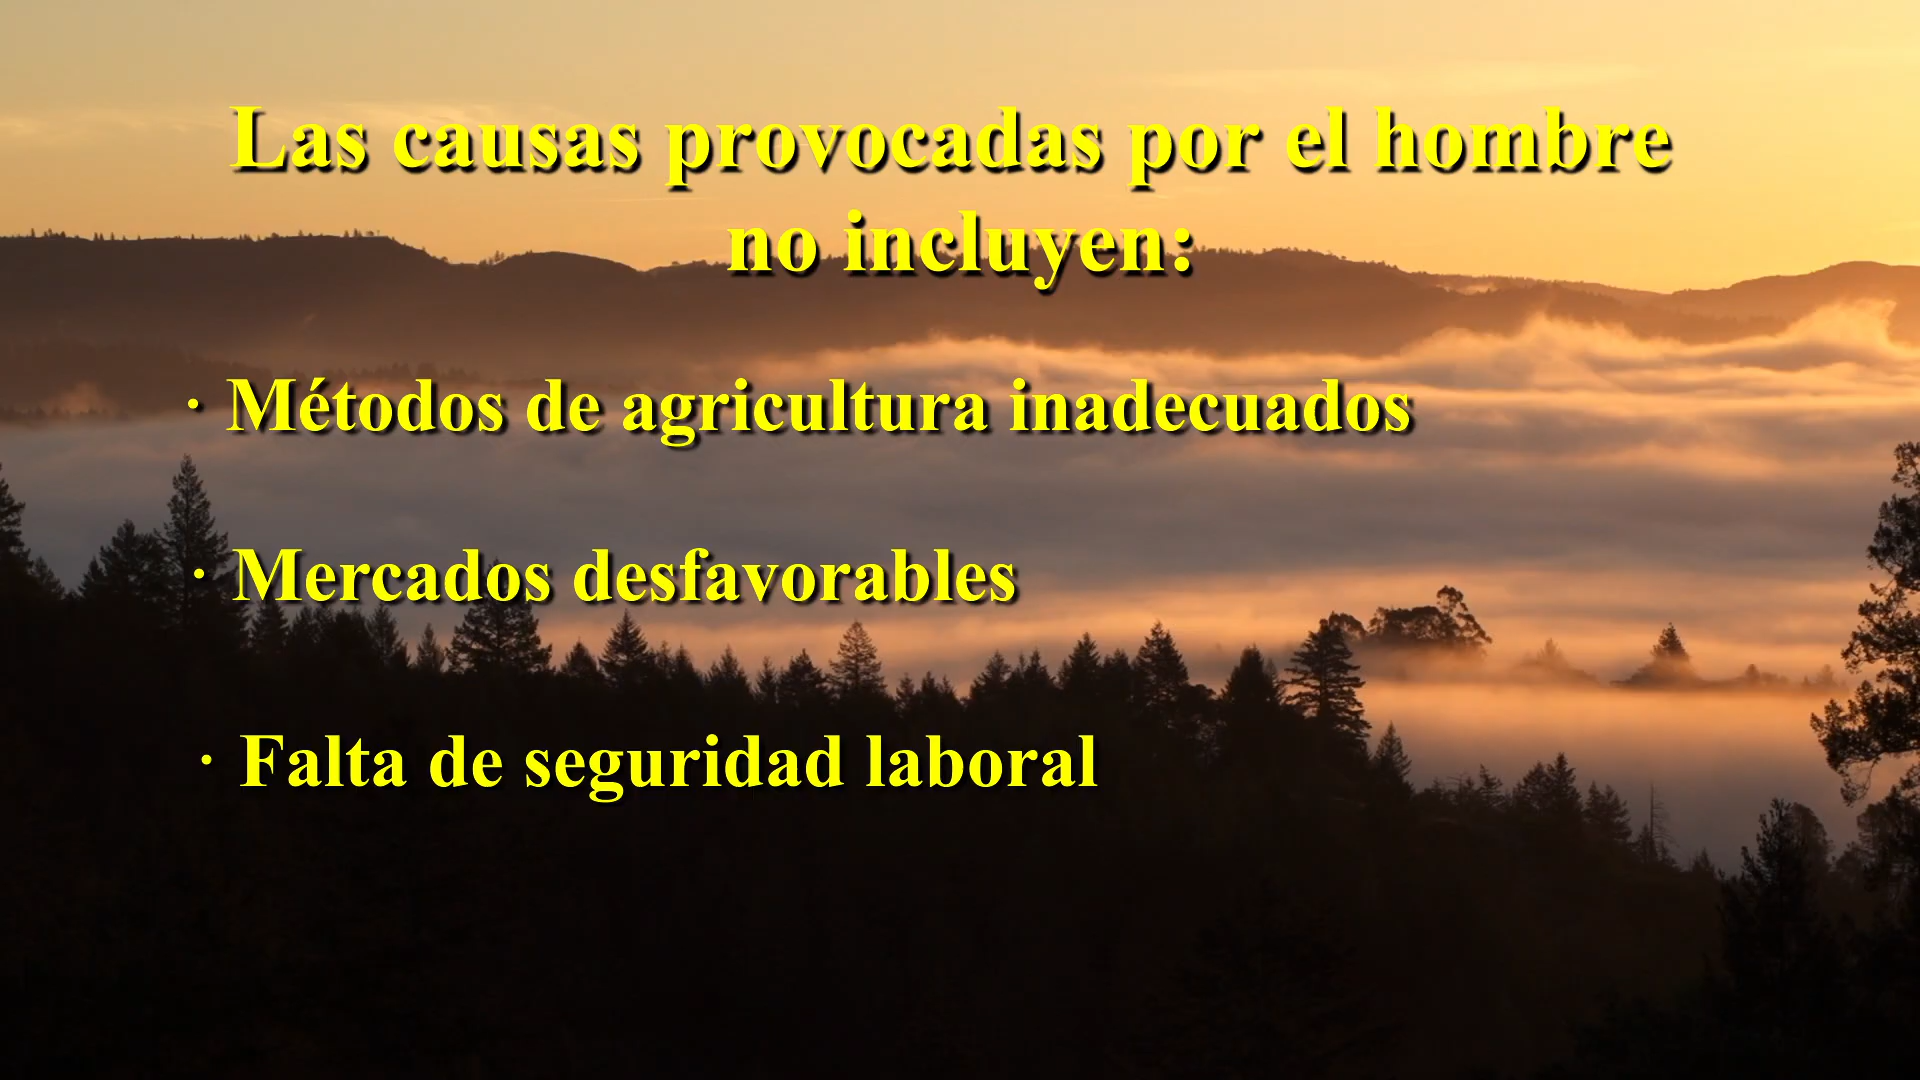 Las causas provocadas por el hombre
no incluyen:
· Métodos de agricultura inadecuados
· Mercados desfavorables
· Falta de seguridad laboral